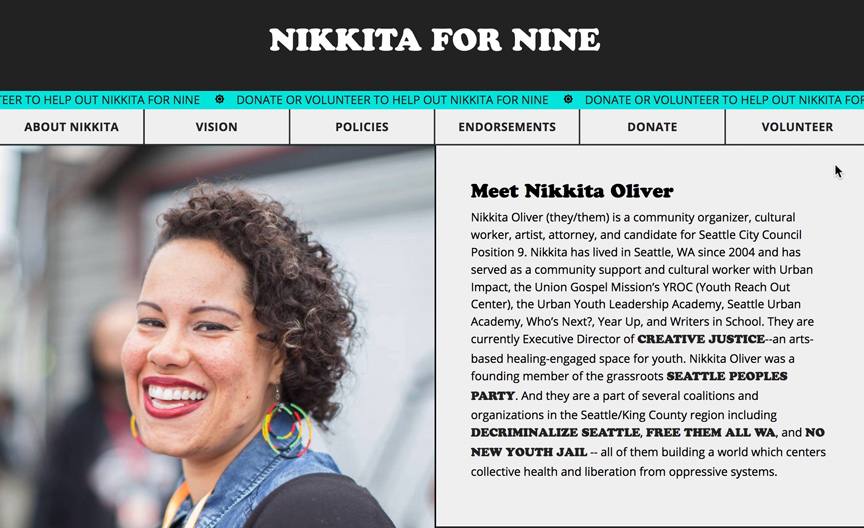 NIKKITA FOR NINE
TEER TO HELP OUT NIKKITA FOR NINE DONATE OR VOLUNTEER TO HELP OUT NIKKITA FOR NINE DONATE OR VOLUNTEER TO HELP OUT NIKKITA FOR
ABOUT NIKKITA VISION POLICIES ENDORSEMENTS DONATE VOLUNTEER
Meet Nikkita Oliver
Nikkita Oliver (they/them) is a community organizer, cultural
worker, artist, attorney, and candidate for Seattle City Council
Position 9. Nikkita has lived in Seattle, WA since 2004 and has
served as a community support and cultural worker with Urban
Impact, the Union Gospel Mission’s YROC (Youth Reach Out
Center), the Urban Youth Leadership Academy, Seattle Urban
Academy, Who’s Next?, Year Up, and Writers in School. They are
currently Executive Director of CREATIVE JUSTICE--an arts-
based healing-engaged space for youth. Nikkita Oliver was a
founding member of the grassroots SEATTLE PEOPLES
PARTY. And they are a part of several coalitions and
organizations in the Seattle/King County region including
DECRIMINALIZE SEATTLE, FREE THEM ALL WA, and NO
NEW YOUTH JAIL -- all of them building a world which centers
collective health and liberation from oppressive systems.